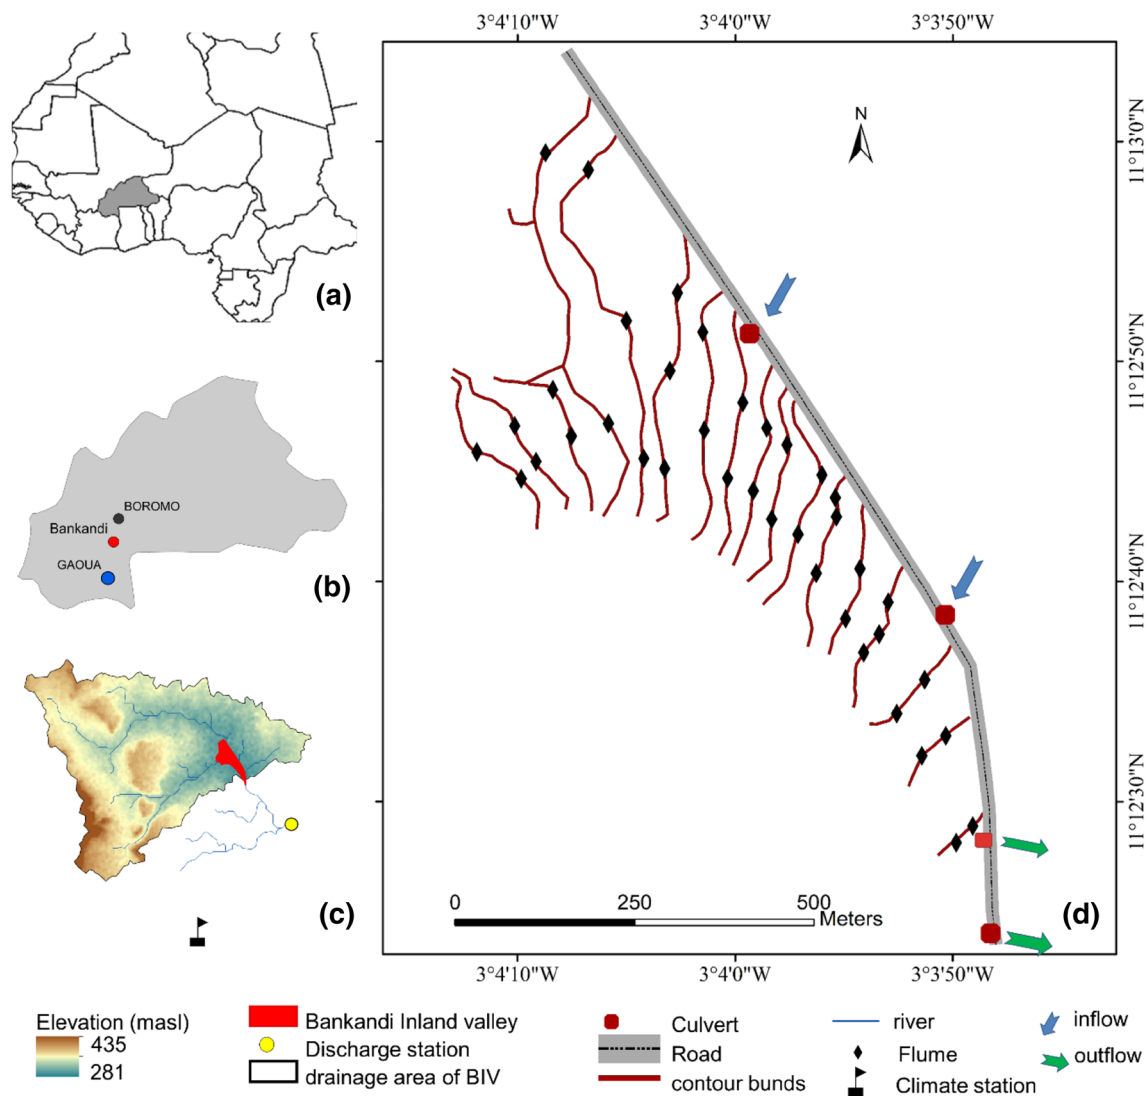 3°4'10"W
3°4'0"W
3°3'50"W
N
11°13'0"N
11°12'50"N
11°12'40"N
11°12'30"N
(a)
BOROMO
Bankandi
GAOUA
(b)
(c)
0
250
500
Meters
(d)
3°4'10"W
3°4'0"W
3°3'50"W
Elevation (masl)
435
281
Bankandi Inland valley
Discharge station
drainage area of BIV
Culvert
Road
contour bunds
river
Flume
Climate station
inflow
outflow